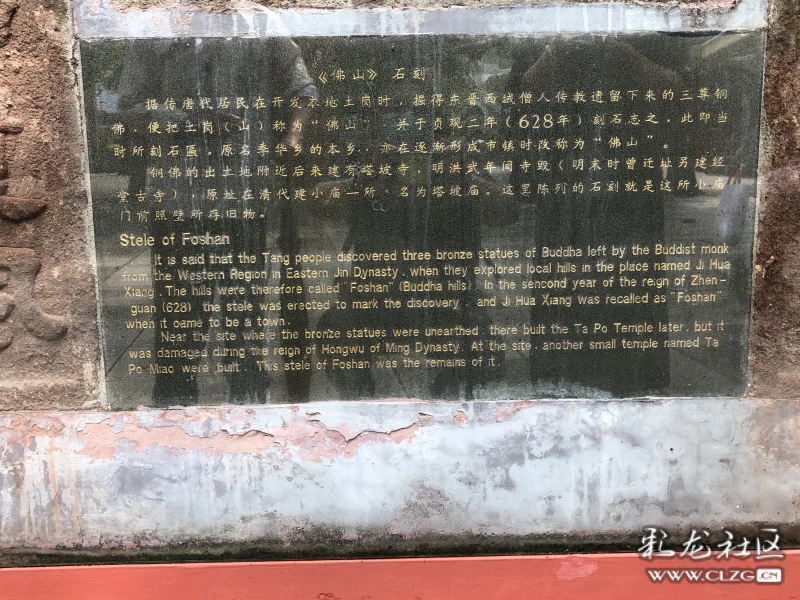 《佛山》石刻
据传唐代居民在开发本地土岗时，掘得东晋西域僧人传教遗留下来的三尊铜
佛，便把土岗（山）称为“佛山”，并于贞观二年（628年）刻石志之，此即当
时所刻石匾。原名季华乡的本乡，亦在逐渐形成市镇时改称为“佛山”。
铜佛的出土地附近后来建有塔坡寺，明洪武年间寺毁（明末时曾迁址另建经
堂古寺），原址在清代建小庙一所，名为塔坡庙。这里陈列的石刻就是这所小庙
门前照壁所存旧物。
Stele of Foshan
It is said that the Tang people discovered three bronze statues of Buddha left by the Buddist monk
from the Western Region in Eastern Jin Dynasty, when they explored local hills in the place named Ji Hua
Xiang. The hills were therefore called "Foshan" (Buddha hills). In the sencond year of the reign of Zhen-
guan (628) the stele was erected to mark the discovery, and Ji Hua Xiang was recalled as "Foshan"
when it oame to be a town.
Near the site where the bronze statues were unearthed, there built the Ta Po Temple later, but it
was damaged during the reign of Hongwu of Ming Dynasty. At the site, another small temple named Ta
Po Miao were built. This stele of Foshan was the remains of it.
彩龙社区
WWW.CLZG.CN